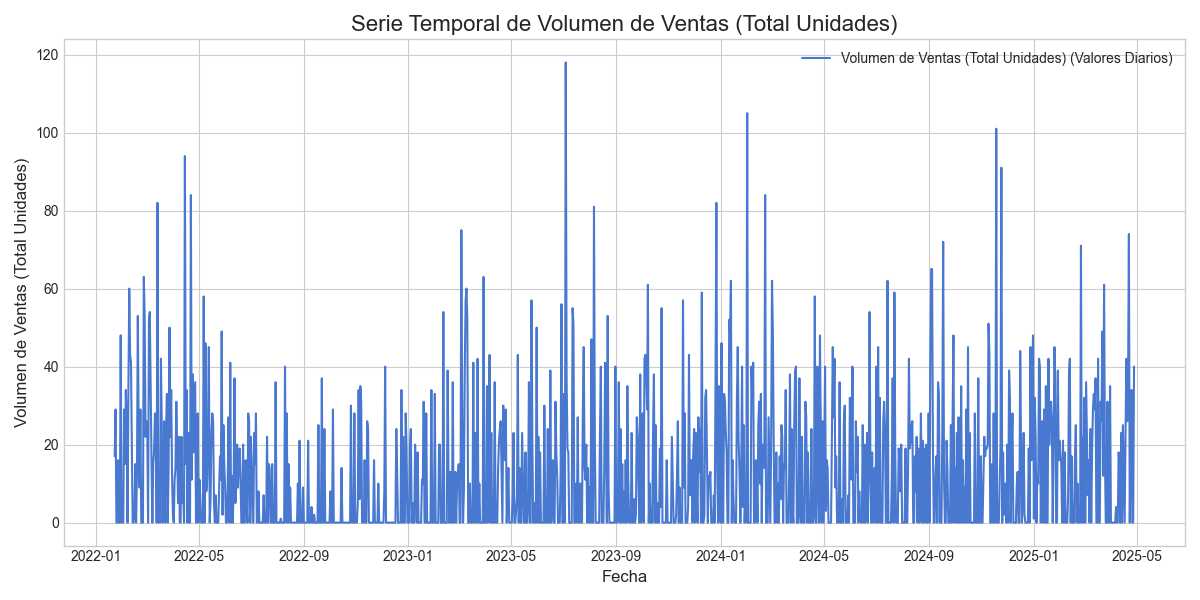 Serie Temporal de Volumen de Ventas (Total Unidades)
Volumen de Ventas (Total Unidades) (Valores Diarios)
Volumen de Ventas (Total Unidades)
120
100
80
60
40
20
0
2022-01 2022-05 2022-09 2023-01 2023-05 2023-09 2024-01 2024-05 2024-09 2025-01 2025-05
Fecha